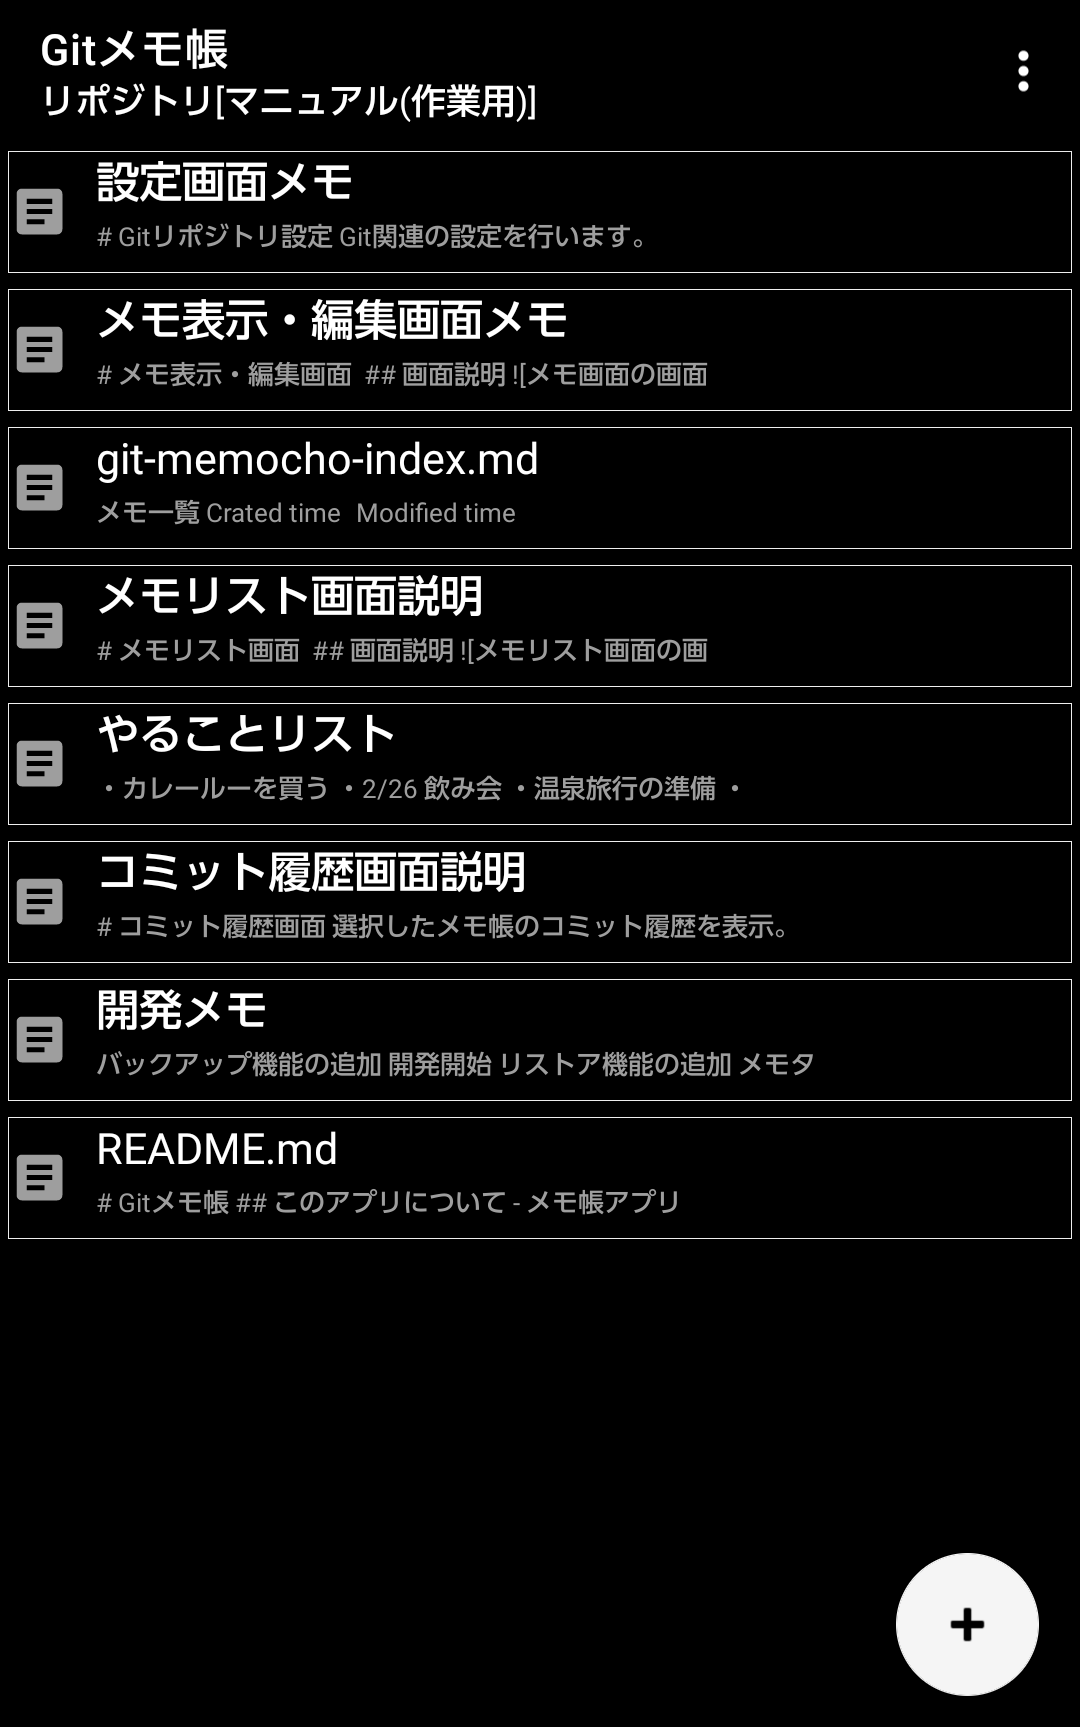 Gitメモ帳
リポジトリ[マニュアル(作業用)]
設定画面メモ
# Gitリポジトリ設定 Git関連の設定を行います。
メモ表示・編集画面メモ
# メモ表示・編集画面  ## 画面説明 ![メモ画面の画面
git-memocho-index.md
メモ一覧 Crated time  Modified time
メモリスト画面説明
# メモリスト画面  ## 画面説明 ![メモリスト画面の画
やることリスト
・カレールーを買う ・2/26 飲み会 ・温泉旅行の準備 ・
コミット履歴画面説明
# コミット履歴画面 選択したメモ帳のコミット履歴を表示。
開発メモ
バックアップ機能の追加 開発開始 リストア機能の追加 メモタ
README.md
# Gitメモ帳 ## このアプリについて - メモ帳アプリ